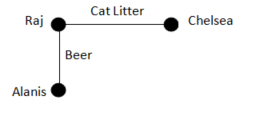 Cat Litter
Raj
Chelsea
Beer
Alanis